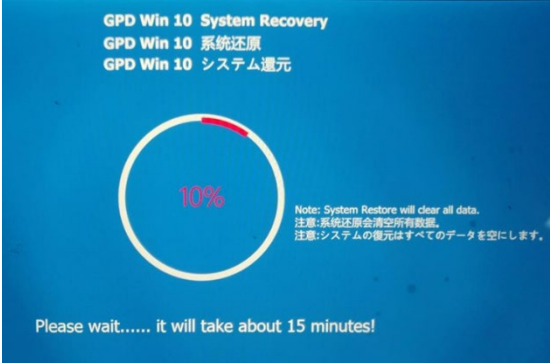 GPD Win 10 System Recovery
GPD Win 10 系统还原
GPD Win 10 システム還元
10%
Note: System Restore will clear all data.
注意:系统还原会清空所有数据。
注意:システムの復元はすべてのデータを空にします。
Please wait...... it will take about 15 minutes!